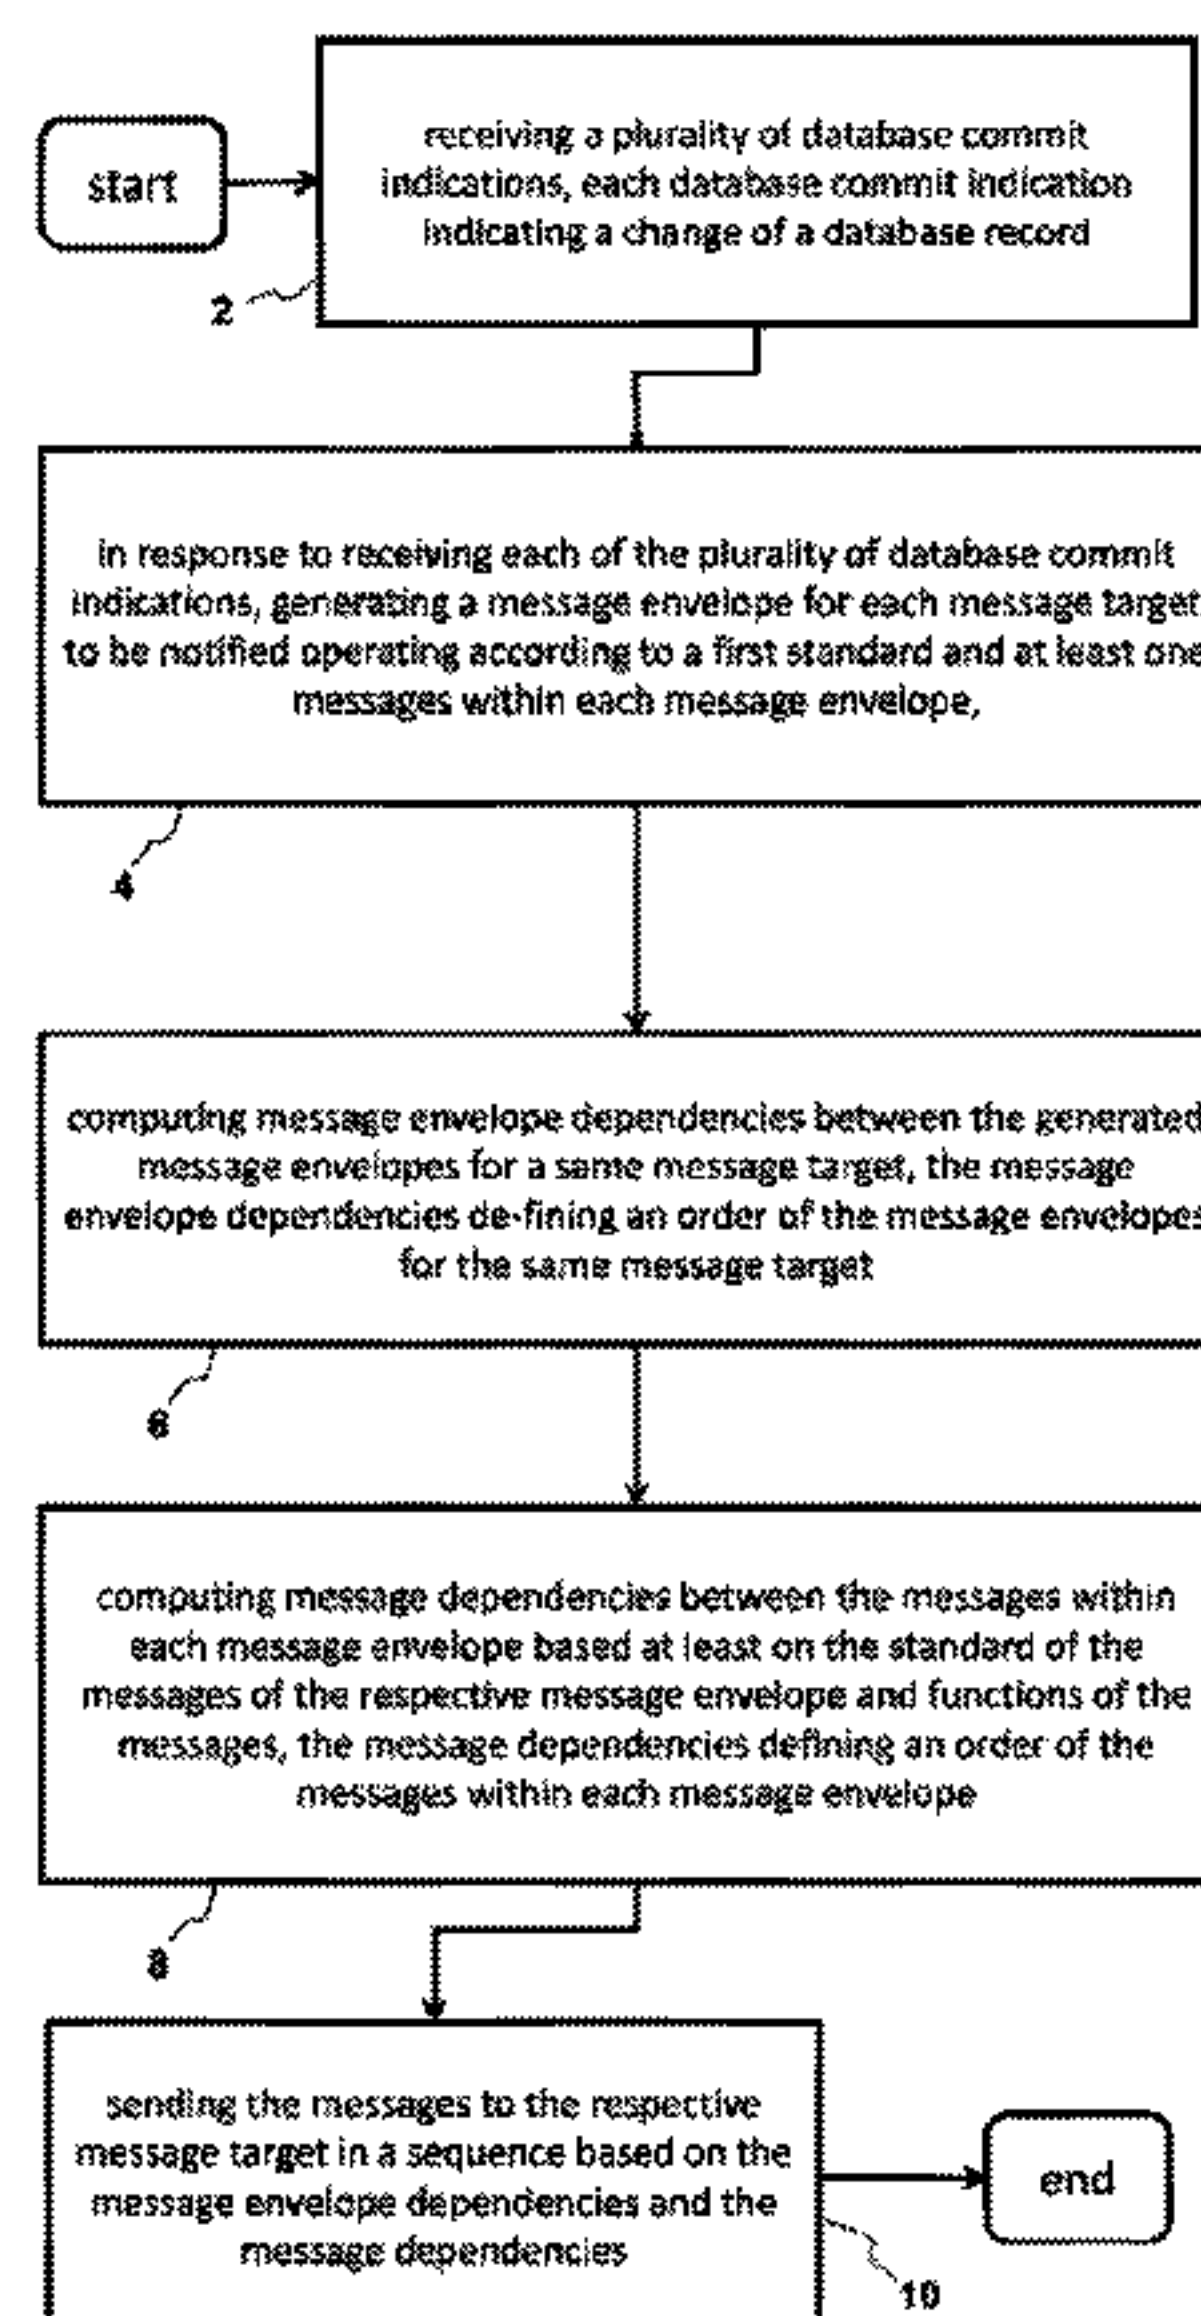 start
receiving a plurality of database commit
indications, each database commit indication
indicating a change of a database record
2
in response to receiving each of the plurality of database commit
indications, generating a message envelope for each message target
to be notified operating according to a first standard and at least one
messages within each message envelope,
4
computing message envelope dependencies between the generated
message envelopes for a same message target, the message
envelope dependencies de-fining an order of the message envelopes
for the same message target
6
computing message dependencies between the messages within
each message envelope based at least on the standard of the
messages of the respective message envelope and functions of the
messages, the message dependencies defining an order of the
messages within each message envelope
8
sending the messages to the respective
message target in a sequence based on the
message envelope dependencies and the
message dependencies
end
10